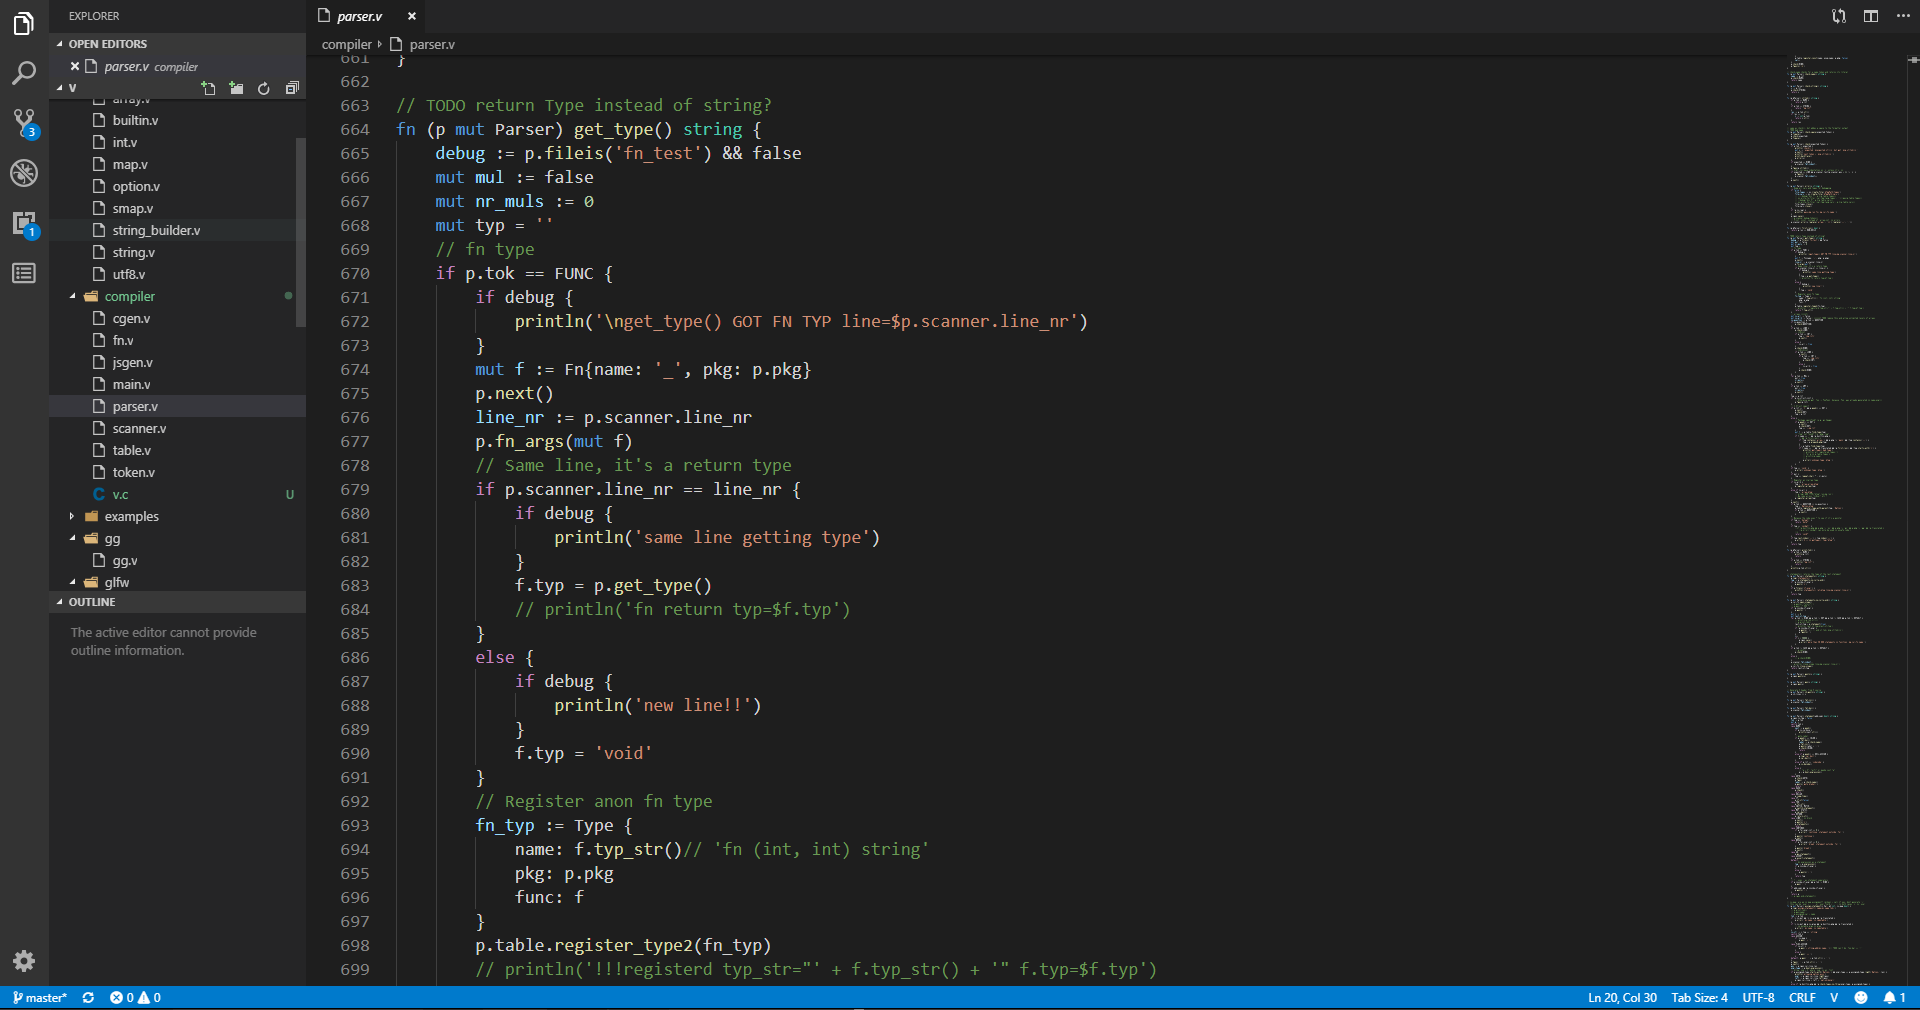 EXPLORER
OPEN EDITORS
parser.v compiler
V
array.v
builtin.v
int.v
map.v
option.v
smap.v
string_builder.v
string.v
utf8.v
compiler
cgen.v
fn.v
jsgen.v
main.v
parser.v
scanner.v
table.v
token.v
v.c U
examples
gg
gg.v
glfw
OUTLINE
The active editor cannot provide
outline information.
3
1
parser.v
compiler parser.v
661 }
662
663 // TODO return Type instead of string?
664 fn (p mut Parser) get_type() string {
665 debug := p.fileis('fn_test') && false
666 mut mul := false
667 mut nr_muls := 0
668 mut typ = ''
669 // fn type
670 if p.tok == FUNC {
671 if debug {
672 println('\nget_type() GOT FN TYP line=$p.scanner.line_nr')
673 }
674 mut f := Fn{name: '_', pkg: p.pkg}
675 p.next()
676 line_nr := p.scanner.line_nr
677 p.fn_args(mut f)
678 // Same line, it's a return type
679 if p.scanner.line_nr == line_nr {
680 if debug {
681 println('same line getting type')
682 }
683 f.typ = p.get_type()
684 // println('fn return typ=$f.typ')
685 }
686 else {
687 if debug {
688 println('new line!!')
689 }
690 f.typ = 'void'
691 }
692 // Register anon fn type
693 fn_typ := Type {
694 name: f.typ_str()// 'fn (int, int) string'
695 pkg: p.pkg
696 func: f
697 }
698 p.table.register_type2(fn_typ)
699 // println('!!!registerd typ_str="' + f.typ_str() + '" f.typ=$f.typ')
master* 0 0 Ln 20, Col 30 Tab Size: 4 UTF-8 CRLF V 1